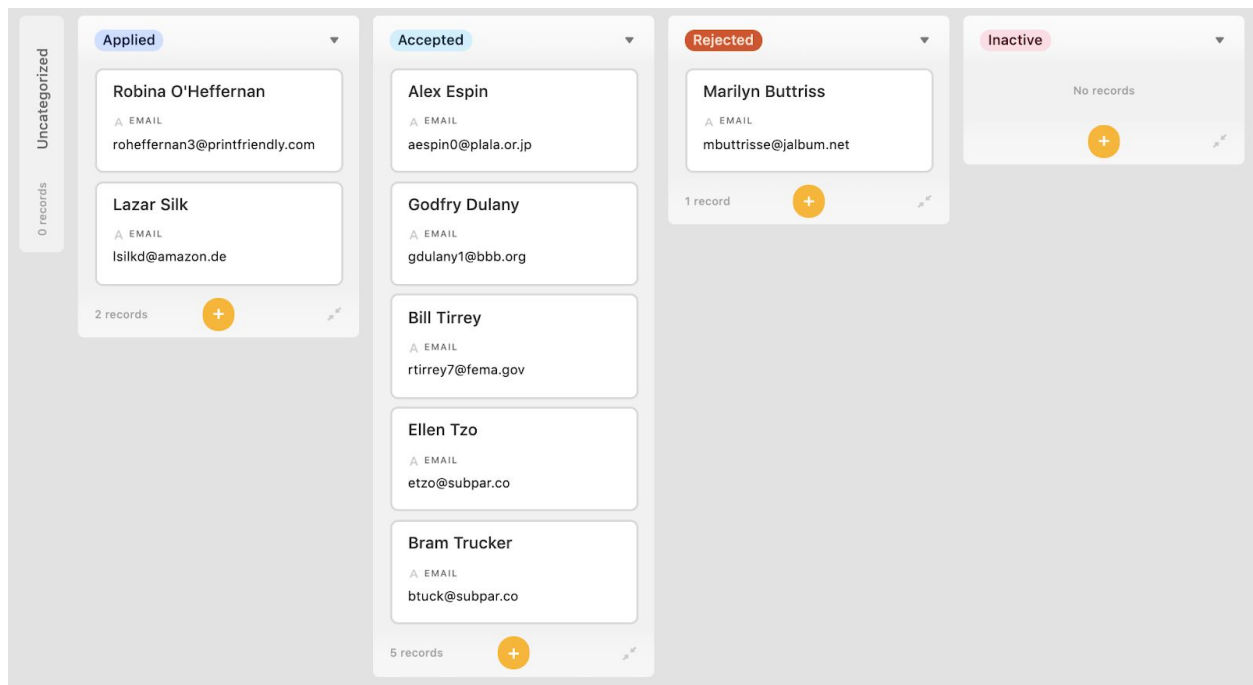 Uncategorized
0 records
Applied
Robina O'Heffernan
A EMAIL
roheffernan3@printfriendly.com
Lazar Silk
A EMAIL
lsilkd@amazon.de
2 records
+
Accepted
Alex Espin
A EMAIL
aespin0@plala.or.jp
Godfry Dulany
A EMAIL
gdulany1@bbb.org
Bill Tirrey
A EMAIL
rtirrey7@fema.gov
Ellen Tzo
A EMAIL
etzo@subpar.co
Bram Trucker
A EMAIL
btuck@subpar.co
5 records
+
Rejected
Marilyn Buttriss
A EMAIL
mbuttrisse@jalbum.net
1 record
+
Inactive
No records
+